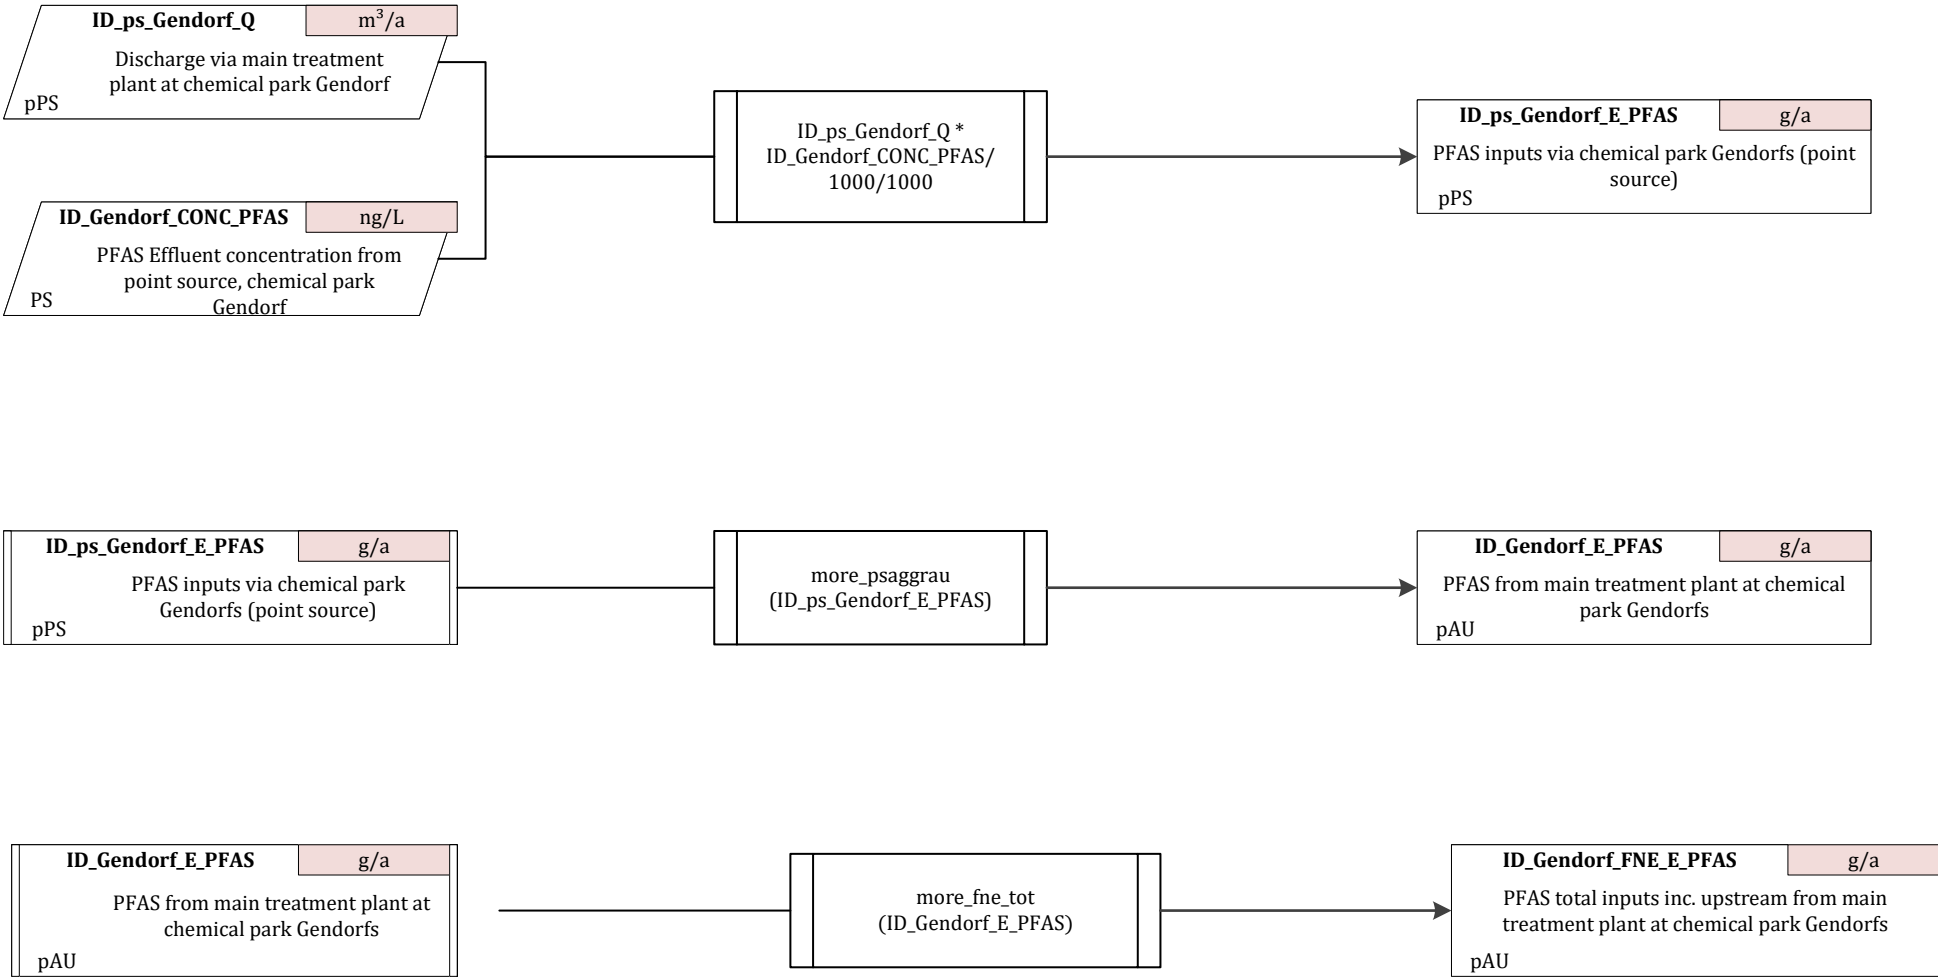 ID_ps_Gendorf_Q
m³/a
Discharge via main treatment
plant at chemical park Gendorf
pPS
ID_Gendorf_CONC_PFAS
ng/L
PFAS Effluent concentration from
point source, chemical park
Gendorf
PS
ID_ps_Gendorf_Q *
ID_Gendorf_CONC_PFAS/
1000/1000
ID_ps_Gendorf_E_PFAS
g/a
PFAS inputs via chemical park Gendorfs (point
source)
pPS
ID_ps_Gendorf_E_PFAS
g/a
PFAS inputs via chemical park
Gendorfs (point source)
pPS
more_psaggrau
(ID_ps_Gendorf_E_PFAS)
ID_Gendorf_E_PFAS
g/a
PFAS from main treatment plant at chemical
park Gendorfs
pAU
ID_Gendorf_E_PFAS
g/a
PFAS from main treatment plant at
chemical park Gendorfs
pAU
more_fne_tot
(ID_Gendorf_E_PFAS)
ID_Gendorf_FNE_E_PFAS
g/a
PFAS total inputs inc. upstream from main
treatment plant at chemical park Gendorfs
pAU